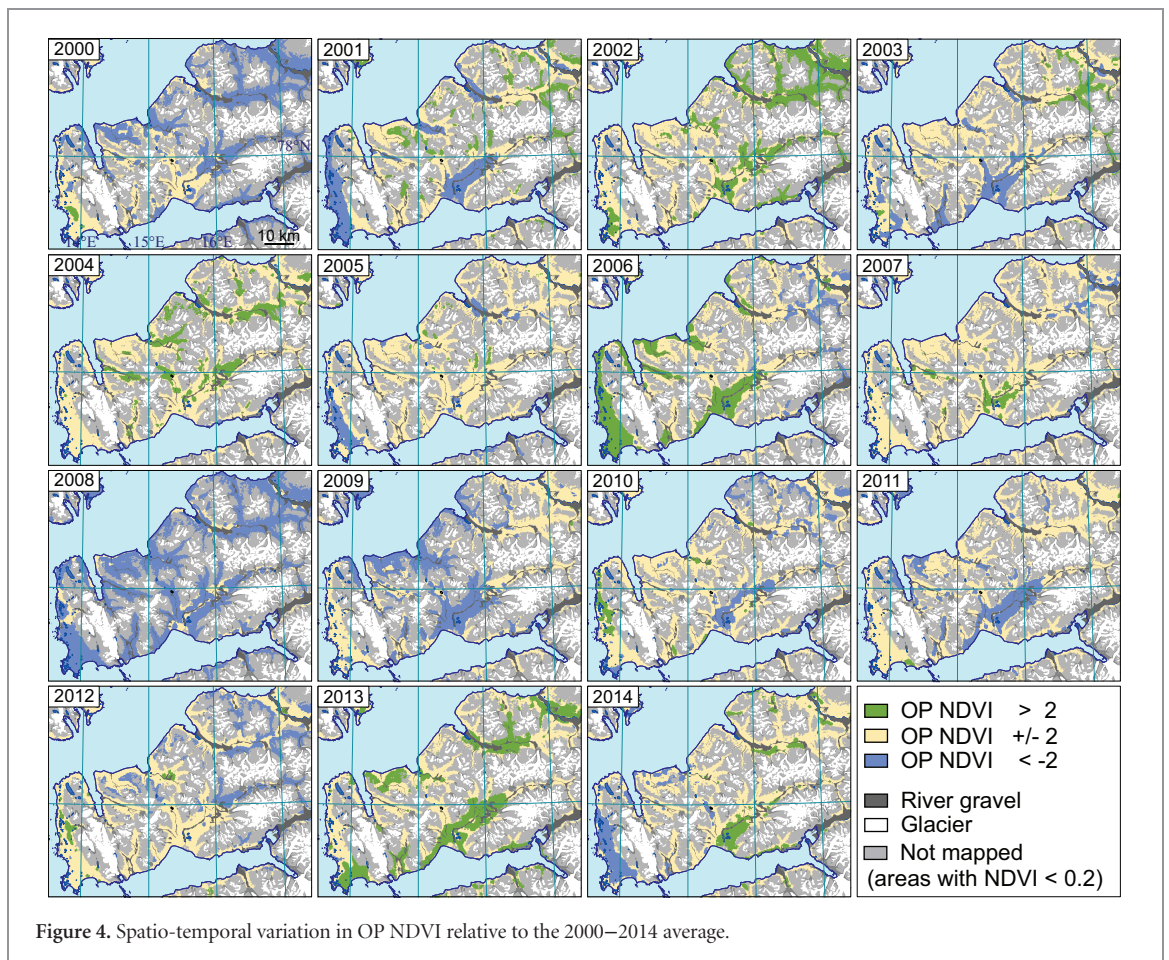 2000
2001
2002
2003
78°N
14°E
15°E
16°E
10 km
2004
2005
2006
2007
2008
2009
2010
2011
2012
2013
2014
OP NDVI > 2
OP NDVI +/- 2
OP NDVI < -2
River gravel
Glacier
Not mapped
(areas with NDVI < 0.2)
Figure 4. Spatio-temporal variation in OP NDVI relative to the 2000–2014 average.